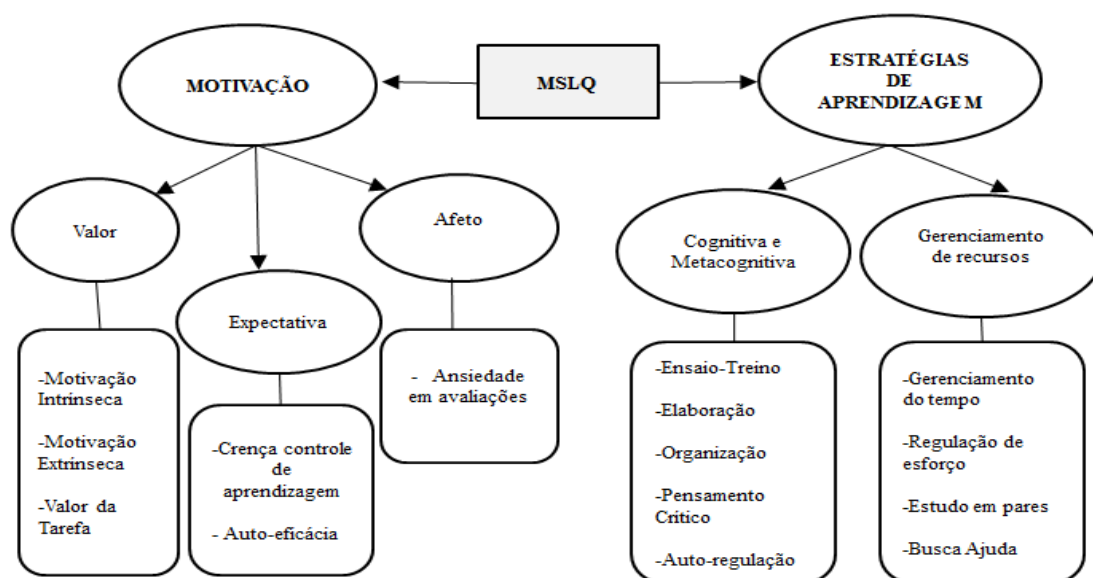 MOTIVAÇÃO
MSLQ
ESTRATÉGIAS
DE
APRENDIZAGEM
Valor
Afeto
Expectativa
Cognitiva e
Metacognitiva
Gerenciamento
de recursos
-Motivação
Intrinseca
-Motivação
Extrinseca
-Valor da
Tarefa
-Crença controle
de
aprendizagem
- Auto-eficácia
- Ansiedade
em avaliações
-Ensaio-Treino
-Elaboração
-Organização
-Pensamento
Critico
-Auto-regulação
-Gerenciamento
do tempo
-Regulação de
esforço
-Estudo em pares
-Busca Ajuda